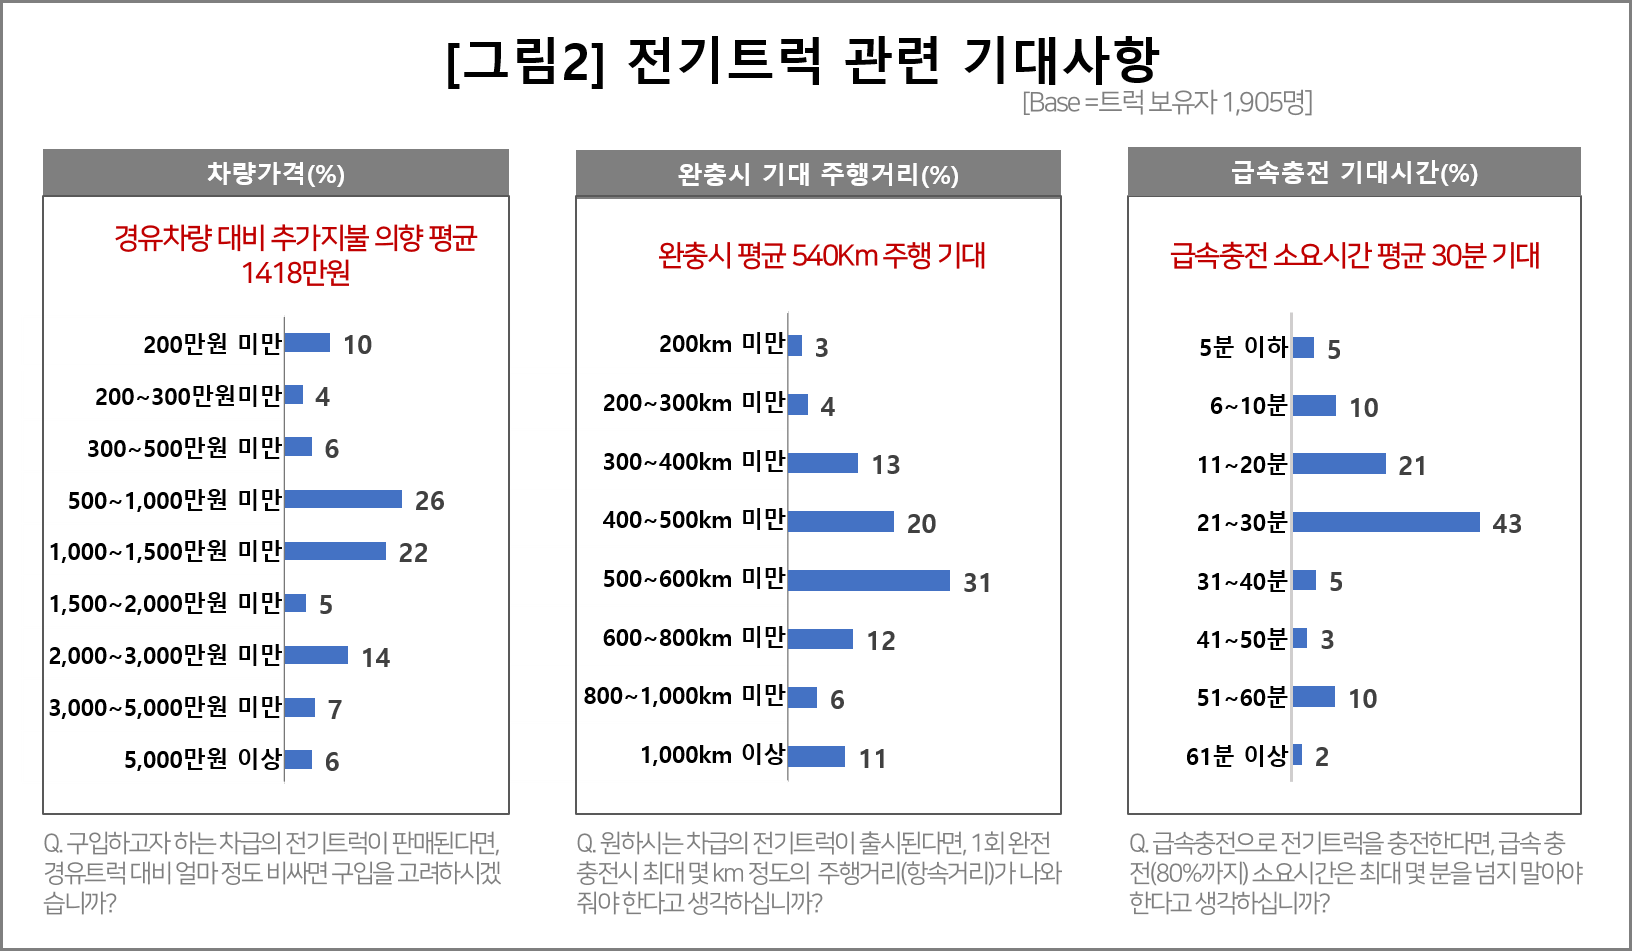 [그림2] 전기트럭 관련 기대사항
[Base =트럭 보유자 1,905명]
차량가격(%)
경유차량 대비 추가지불 의향 평균
1418만원
200만원 미만 10
200~300만원미만 4
300~500만원 미만 6
500~1,000만원 미만 26
1,000~1,500만원 미만 22
1,500~2,000만원 미만 5
2,000~3,000만원 미만 14
3,000~5,000만원 미만 7
5,000만원 이상 6
Q. 구입하고자 하는 차급의 전기트럭이 판매된다면,
경유트럭 대비 얼마 정도 비싸면 구입을 고려하시겠
습니까?
완충시 기대 주행거리(%)
완충시 평균 540Km 주행 기대
200km 미만 3
200~300km 미만 4
300~400km 미만 13
400~500km 미만 20
500~600km 미만 31
600~800km 미만 12
800~1,000km 미만 6
1,000km 이상 11
Q. 원하시는 차급의 전기트럭이 출시된다면, 1회 완전
충전시 최대 몇 km 정도의 주행거리(항속거리)가 나와
줘야 한다고 생각하십니까?
급속충전 기대시간(%)
급속충전 소요시간 평균 30분 기대
5분 이하 5
6~10분 10
11~20분 21
21~30분 43
31~40분 5
41~50분 3
51~60분 10
61분 이상 2
Q. 급속충전으로 전기트럭을 충전한다면, 급속 충
전(80%까지) 소요시간은 최대 몇 분을 넘지 말아야
한다고 생각하십니까?